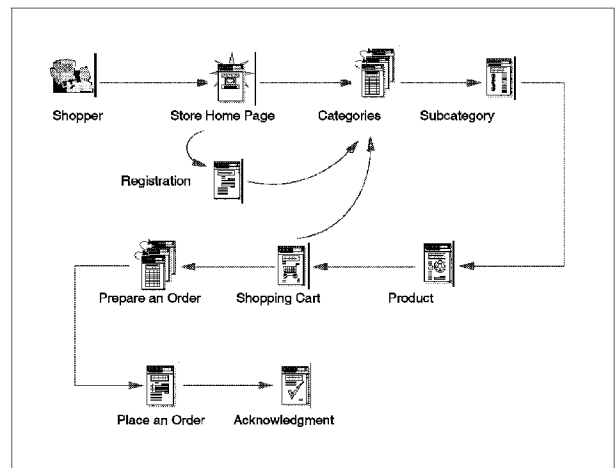 Shopper
Store Home Page
Categories
Subcategory
Registration
Prepare an Order
Shopping Cart
Product
Place an Order
Acknowledgment